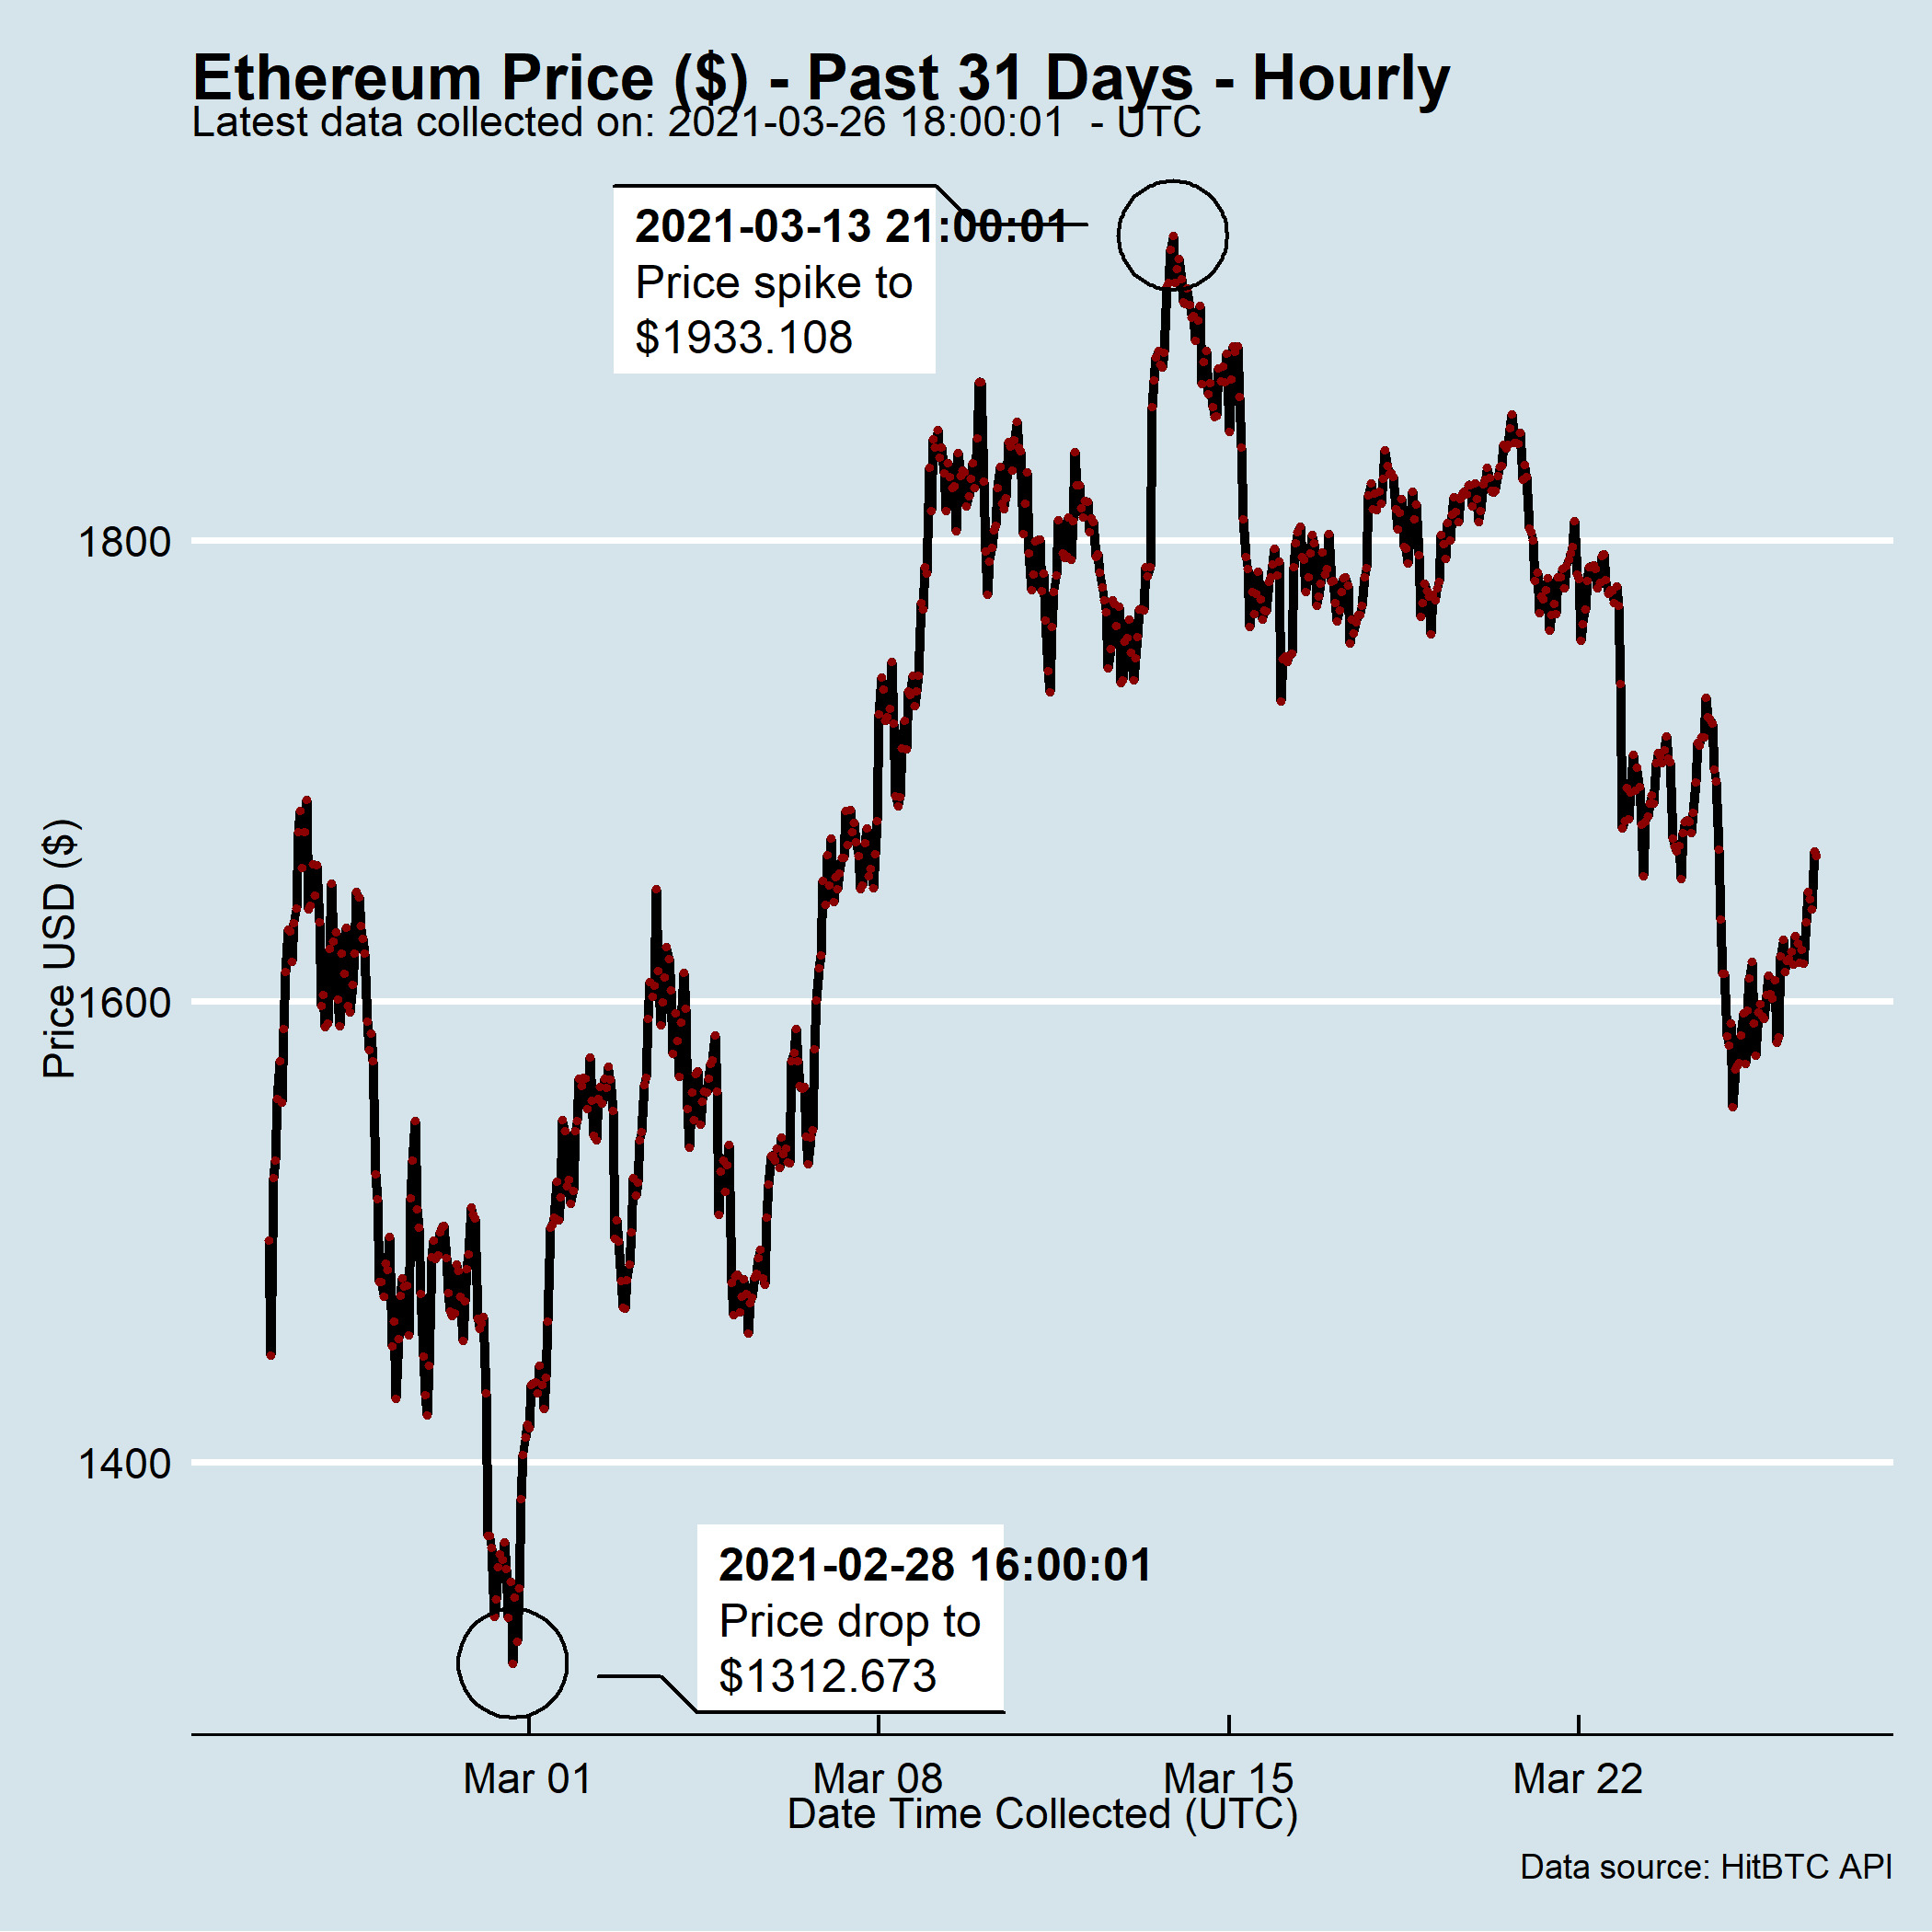 Ethereum Price ($) - Past 31 Days - Hourly
Latest data collected on: 2021-03-26 18:00:01  - UTC
2021-03-13 21:00:01
Price spike to
$1933.108
1800
1600
1400
Price USD ($)
2021-02-28 16:00:01
Price drop to
$1312.673
Mar 01
Mar 08
Mar 15
Mar 22
Date Time Collected (UTC)
Data source: HitBTC API